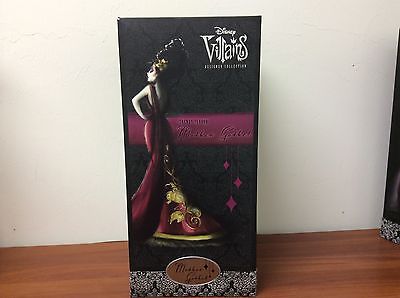 Disney
Villains
DESIGNER COLLECTION
Mother Gothel
Mother
Gothel